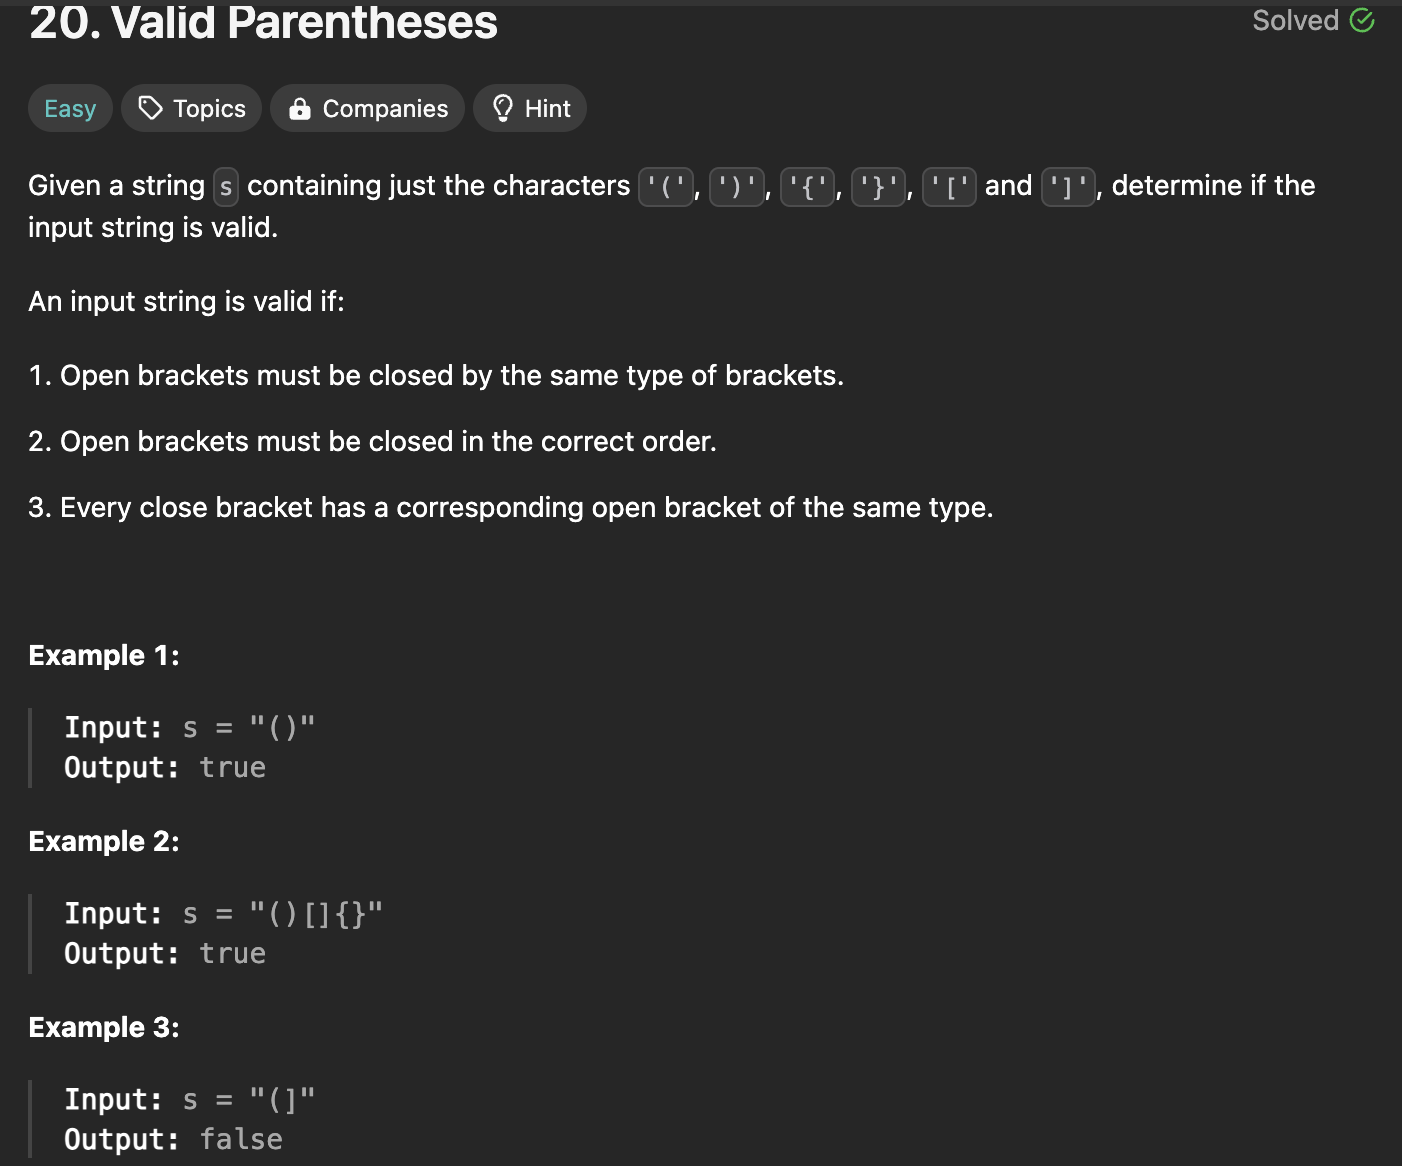 20. Valid Parentheses
Solved
Easy
Topics
Companies
Hint
Given a string s containing just the characters '(', ')', '{', '}', '[' and ']', determine if the
input string is valid.
An input string is valid if:
1. Open brackets must be closed by the same type of brackets.
2. Open brackets must be closed in the correct order.
3. Every close bracket has a corresponding open bracket of the same type.
Example 1:
Input: s = "()"
Output: true
Example 2:
Input: s = "()[]{}"
Output: true
Example 3:
Input: s = "(]"
Output: false